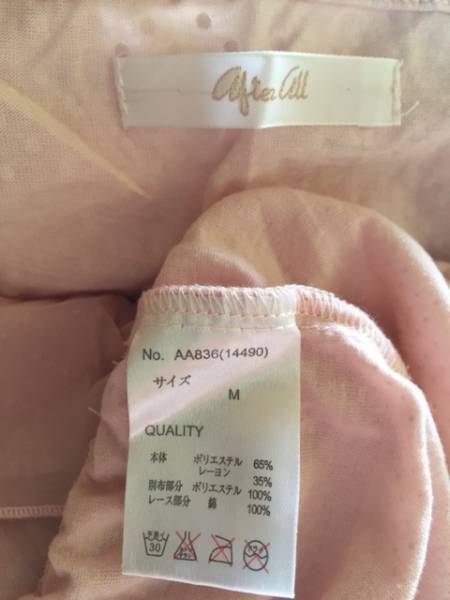 After All
No. AA836(14490)
サイズ
M
QUALITY
本体 ポリエステル 65%
レーヨン 35%
別布部分 ポリエステル 100%
レース部分 綿 100%
30